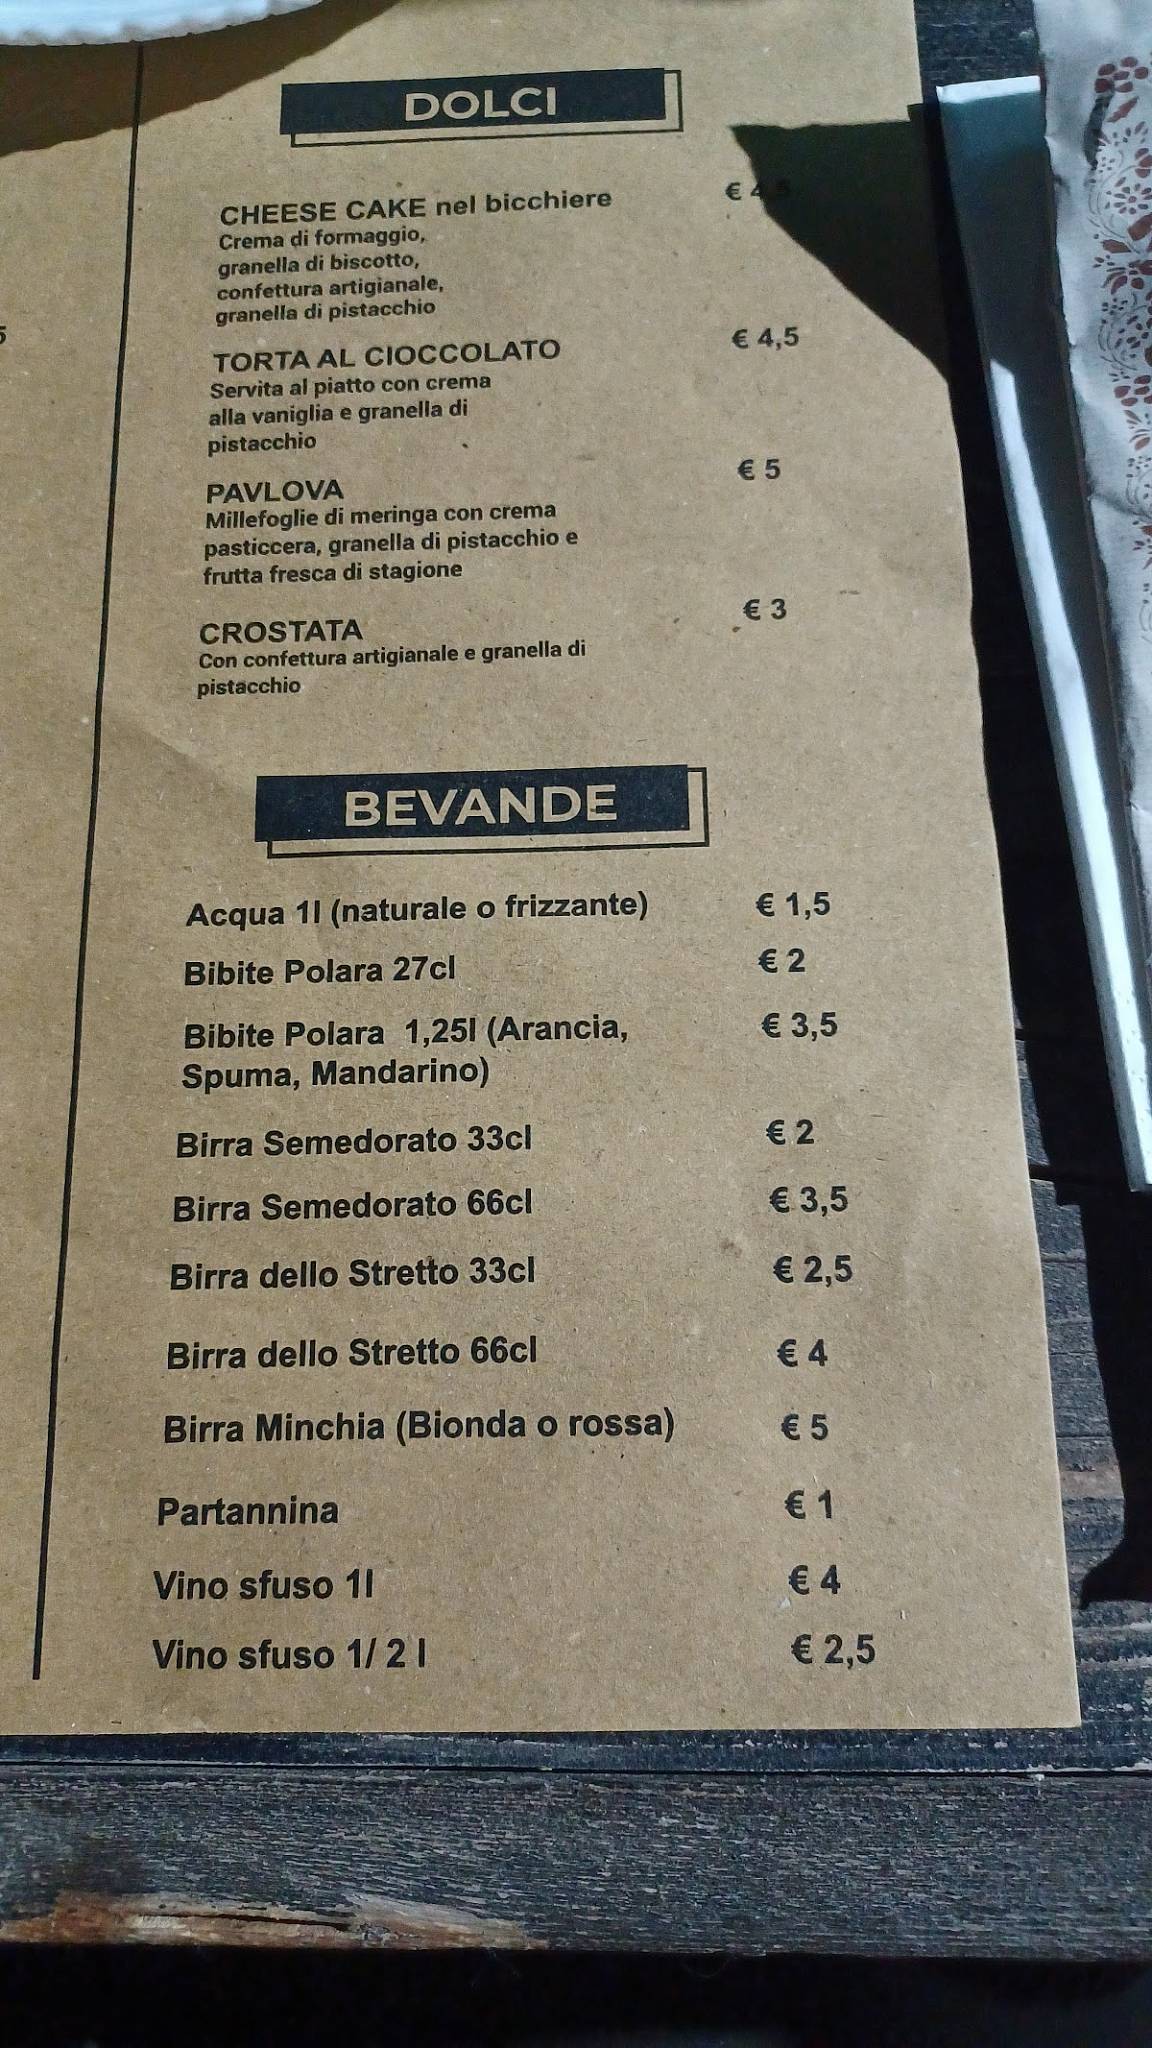 DOLCI
CHEESE CAKE nel bicchiere € 4,5
Crema di formaggio,
granella di biscotto,
confettura artigianale,
granella di pistacchio
TORTA AL CIOCCOLATO € 4,5
Servita al piatto con crema
alla vaniglia e granella di
pistacchio
PAVLOVA € 5
Millefoglie di meringa con crema
pasticcera, granella di pistacchio e
frutta fresca di stagione
CROSTATA € 3
Con confettura artigianale e granella di
pistacchio
BEVANDE
Acqua 1l (naturale o frizzante) € 1,5
Bibite Polara 27cl € 2
Bibite Polara 1,25l (Arancia, € 3,5
Spuma, Mandarino)
Birra Semedorato 33cl € 2
Birra Semedorato 66cl € 3,5
Birra dello Stretto 33cl € 2,5
Birra dello Stretto 66cl € 4
Birra Minchia (Bionda o rossa) € 5
Partannina € 1
Vino sfuso 1l € 4
Vino sfuso 1/ 2 l € 2,5